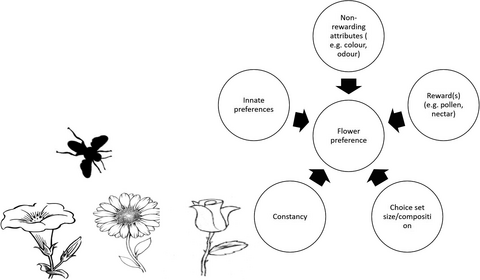 Non-
rewarding
attributes (
e.g. colour,
odour)
Innate
preferences
Reward(s)
(e.g. pollen,
nectar)
Flower
preference
Constancy
Choice set
size/compositi
on